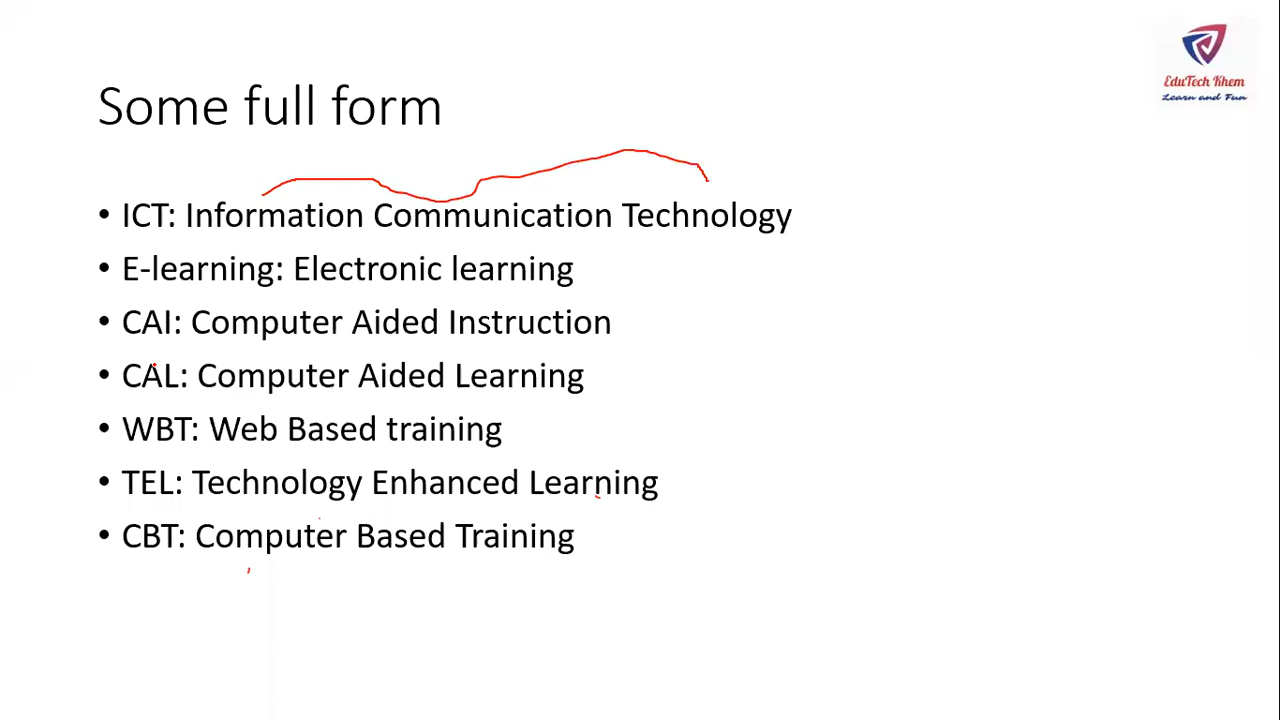 EduTech Khem
Learn and Fun
Some full form
• ICT: Information Communication Technology
• E-learning: Electronic learning
• CAI: Computer Aided Instruction
• CAL: Computer Aided Learning
• WBT: Web Based training
• TEL: Technology Enhanced Learning
• CBT: Computer Based Training